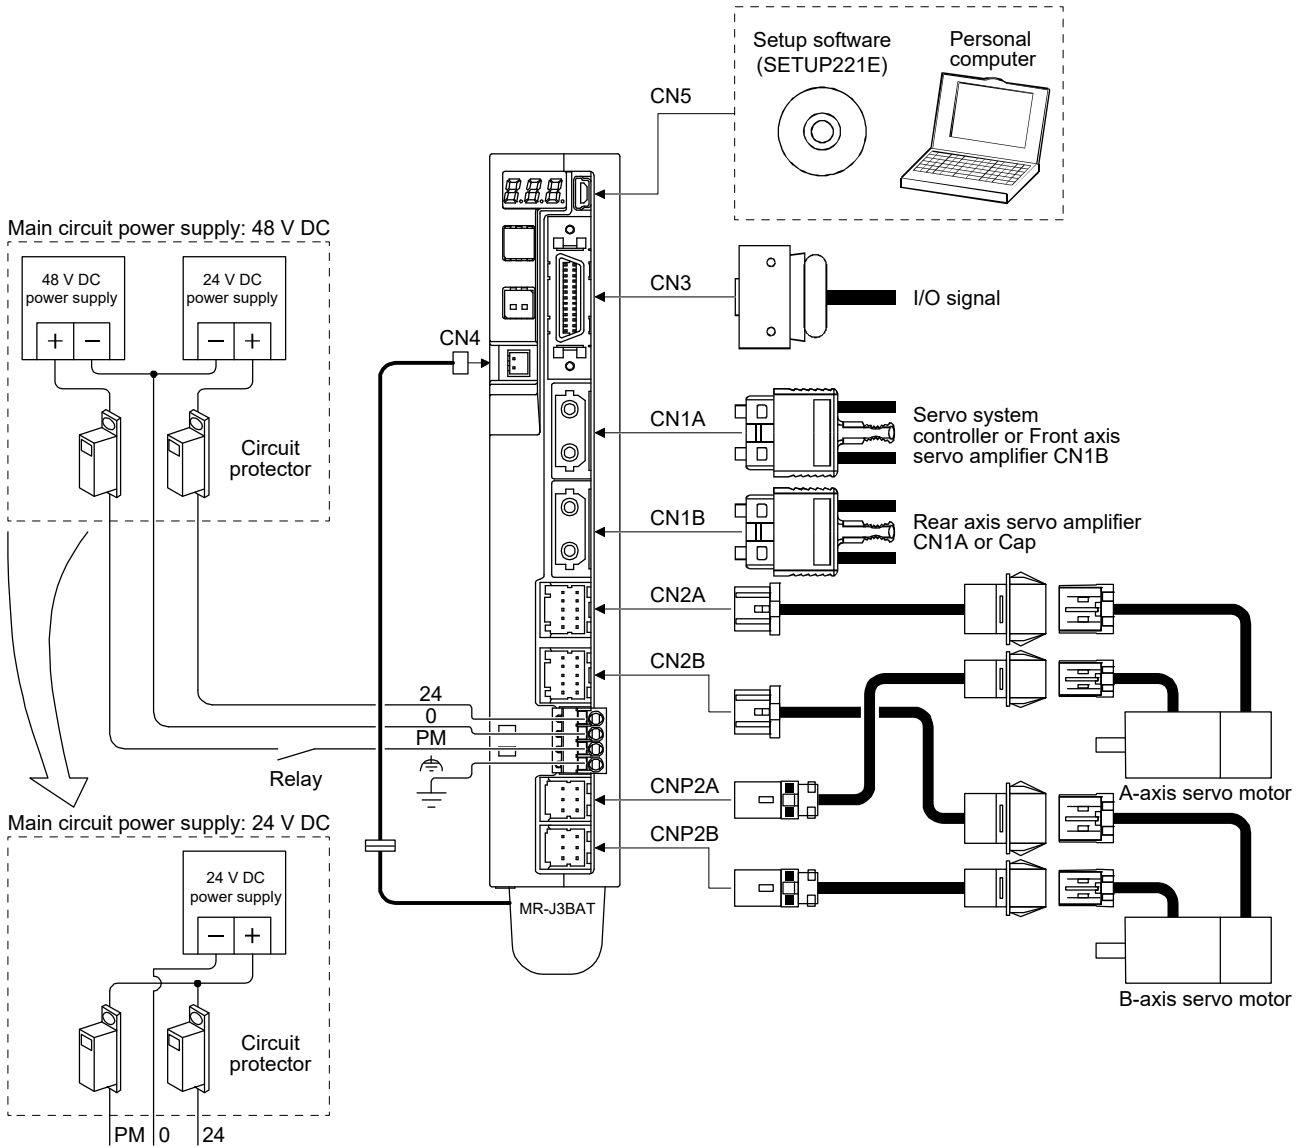 Setup software
(SETUP221E)
Personal
computer
CN5
Main circuit power supply: 48 V DC
48 V DC
power supply
+ −
24 V DC
power supply
− +
Circuit
protector
CN3
I/O signal
CN4
CN1A
Servo system
controller or Front axis
servo amplifier CN1B
CN1B
Rear axis servo amplifier
CN1A or Cap
CN2A
CN2B
24
0
PM
Relay
CNP2A
A-axis servo motor
CNP2B
MR-J3BAT
B-axis servo motor
Main circuit power supply: 24 V DC
24 V DC
power supply
− +
Circuit
protector
PM 0 24